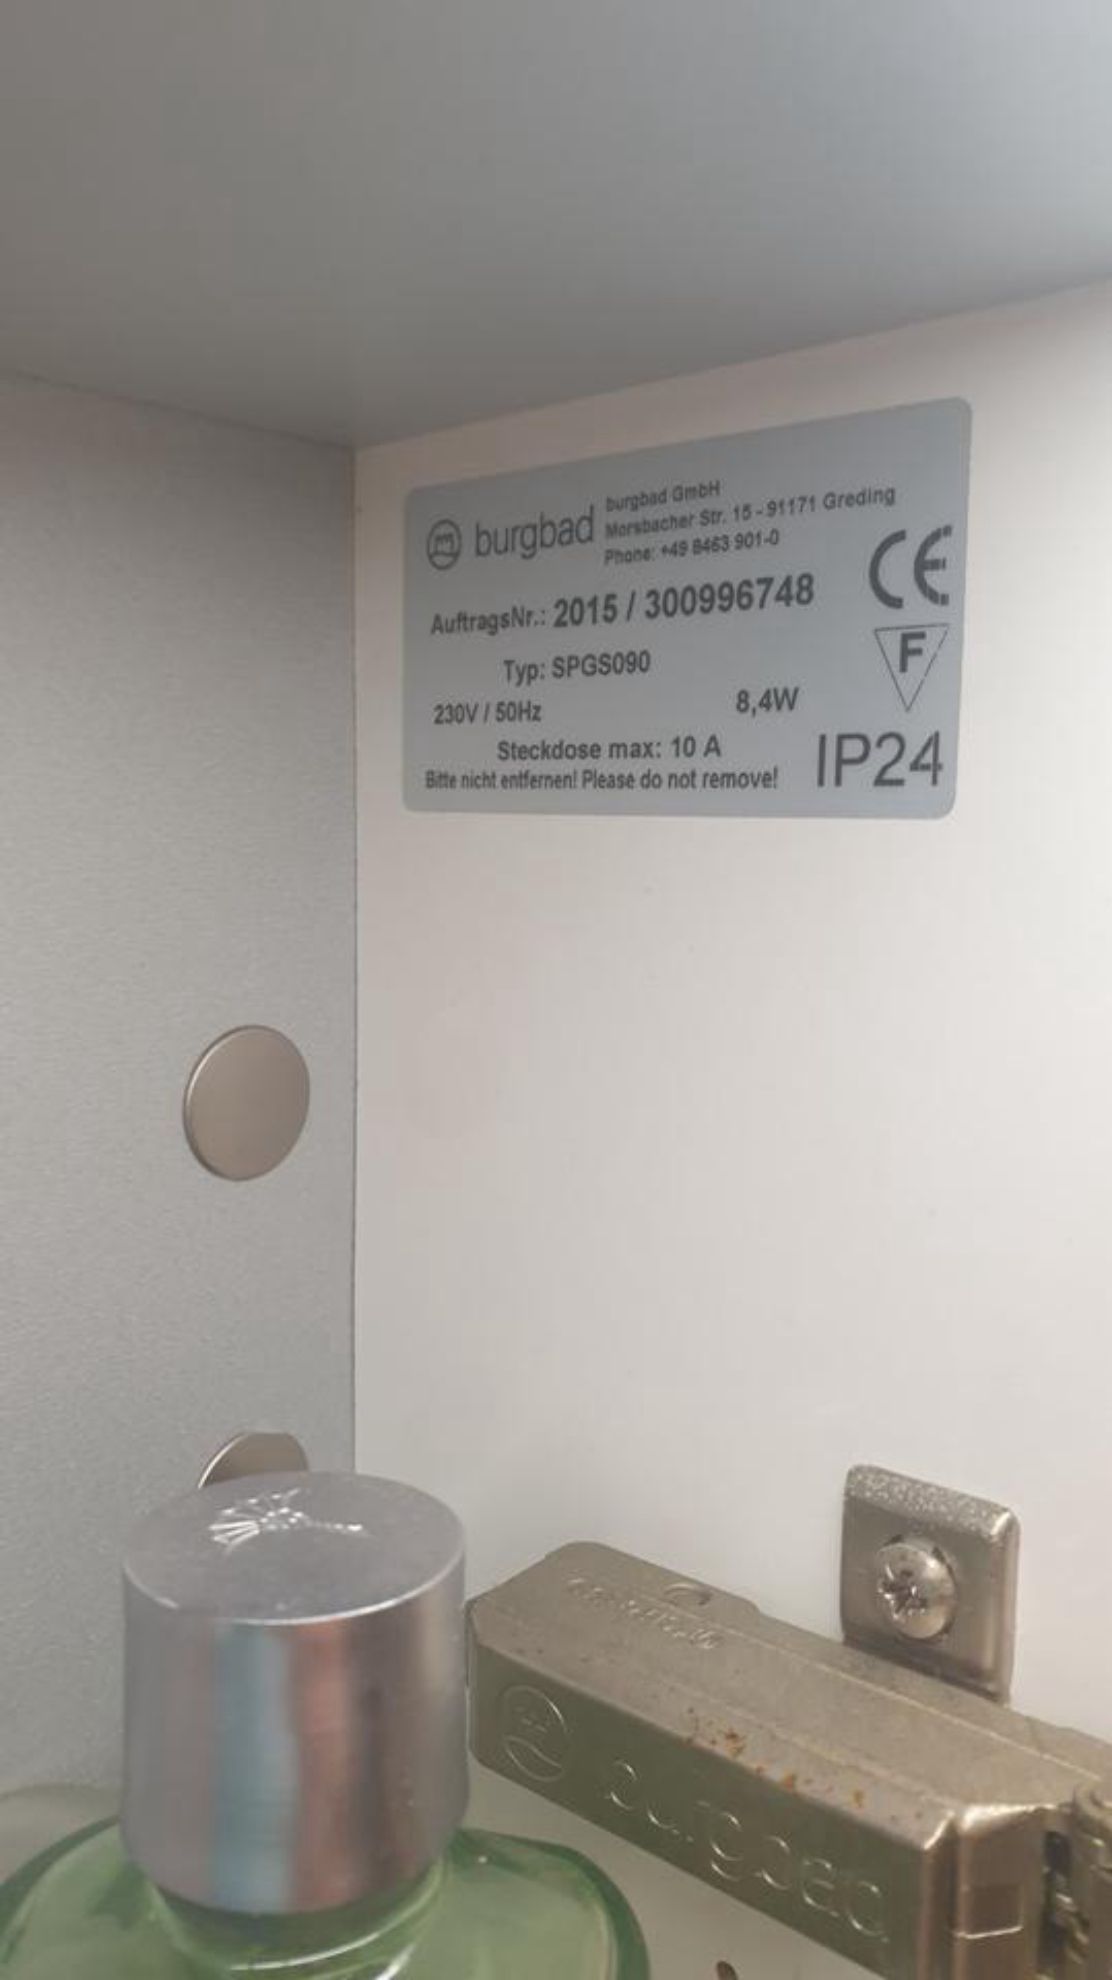 burgbad
burgbad GmbH
Morsbacher Str. 15 - 91171 Greding
Phone: +49 8463 901-0
CE
AuftragsNr.: 2015 / 300996748
F
Typ: SPGS090
230V / 50Hz 8,4W
Steckdose max: 10 A
IP24
Bitte nicht entfernen! Please do not remove!
burgbad